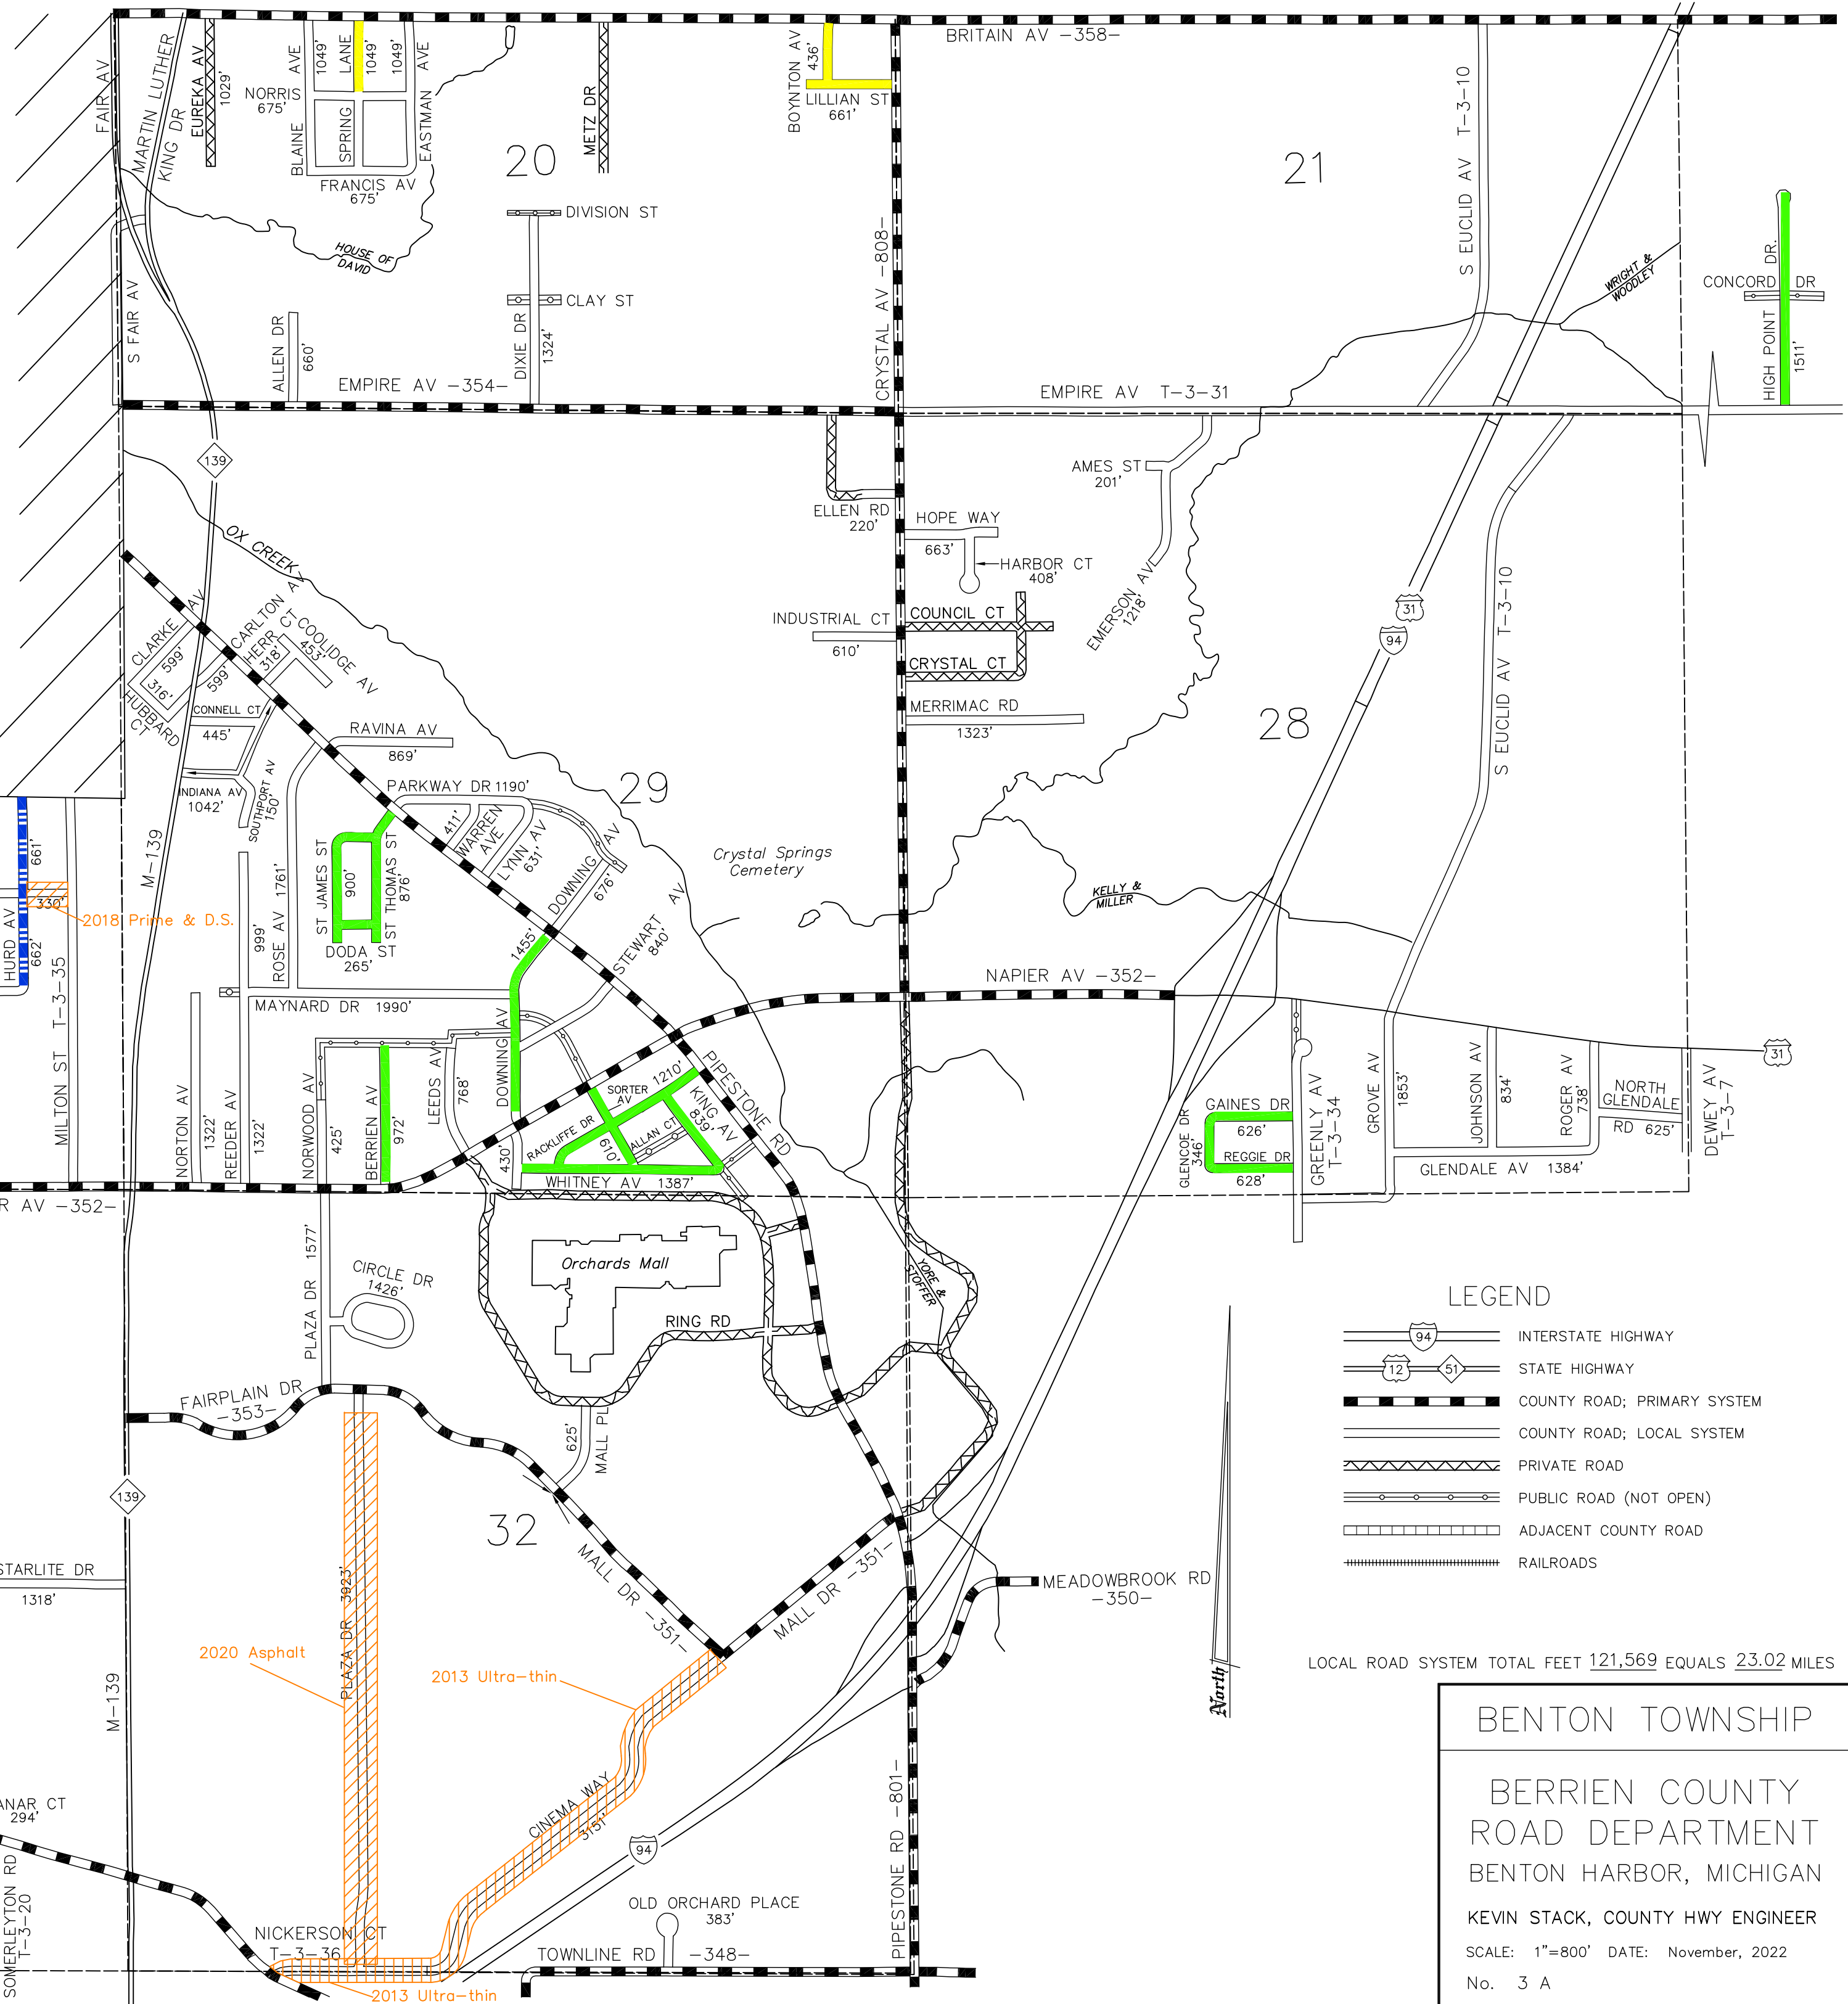 BRITAIN AV -358-
FAIR AV
MARTIN LUTHER
KING DR
EUREKA AV
1029'
BLAINE
AVE
1049'
NORRIS
675'
SPRING
LANE
1049'
1049'
EASTMAN
AVE
FRANCIS AV
675'
METZ DR
BOYNTON AV
436'
LILLIAN ST
661'
20
21
S EUCLID AV T-3-10
DIVISION ST
HOUSE OF
DAVID
CLAY ST
S FAIR AV
ALLEN DR
660'
DIXIE DR
1324'
CRYSTAL AV -808-
WRIGHT &
WOODLEY
CONCORD DR
HIGH POINT DR.
1511'
EMPIRE AV -354-
EMPIRE AV T-3-31
139
AMES ST
201'
ELLEN RD
220'
HOPE WAY
663'
HARBOR CT
408'
OX CREEK
EMERSON AV
1218'
31
94
S EUCLID AV T-3-10
INDUSTRIAL CT
610'
COUNCIL CT
CRYSTAL CT
MERRIMAC RD
1323'
28
CLARKE AV
599'
CARLTON A
599'
HERR CT
318'
COOLIDGE AV
453'
316'
HUBBARD
CT
CONNELL CT
445'
INDIANA AV
1042'
SOUTHPORT AV
150'
RAVINA AV
869'
29
PARKWAY DR 1190'
411'
WARREN
AVE
LYNN AV
631'
DOWNING AV
676'
M-139
ROSE AV 1761'
ST JAMES ST
900'
ST THOMAS ST
876'
DODA ST
265'
Crystal Springs
Cemetery
KELLY &
MILLER
661'
HURD AV
662'
330'
2018 Prime & D.S.
MILTON ST T-3-35
999'
1455'
STEWART AV
840'
NAPIER AV -352-
MAYNARD DR 1990'
NORTON AV
1322'
REEDER AV
1322'
NORWOOD AV
425'
BERRIEN AV
972'
LEEDS AV
768'
DOWNING AV
430'
SORTER
AV
1210'
RACKLIFFE DR
610'
ALLAN CT
KING AV
839'
PIPESTONE RD
WHITNEY AV 1387'
GLENCOE DR
346'
GAINES DR
626'
REGGIE DR
628'
GREENLY AV
T-3-34
GROVE AV
1853'
JOHNSON AV
834'
ROGER AV
738'
NORTH
GLENDALE
RD 625'
GLENDALE AV 1384'
DEWEY AV
T-3-7
31
R AV -352-
PLAZA DR 1577'
CIRCLE DR
1426'
Orchards Mall
RING RD
YORE &
STOFFER
FAIRPLAIN DR
-353-
625'
MALL PL
139
32
MALL DR -351-
MALL DR -351-
MEADOWBROOK RD
-350-
STARLITE DR
1318'
PLAZA DR 3923'
2020 Asphalt
2013 Ultra-thin
M-139
CINEMA WAY
3151'
94
PIPESTONE RD -801-
ANAR CT
294'
SOMERLEYTON RD
T-3-20
NICKERSON CT
T-3-36
2013 Ultra-thin
OLD ORCHARD PLACE
383'
TOWNLINE RD -348-
North
LEGEND
94 INTERSTATE HIGHWAY
12 51 STATE HIGHWAY
COUNTY ROAD; PRIMARY SYSTEM
COUNTY ROAD; LOCAL SYSTEM
PRIVATE ROAD
PUBLIC ROAD (NOT OPEN)
ADJACENT COUNTY ROAD
RAILROADS
LOCAL ROAD SYSTEM TOTAL FEET 121,569 EQUALS 23.02 MILES
BENTON TOWNSHIP
BERRIEN COUNTY
ROAD DEPARTMENT
BENTON HARBOR, MICHIGAN
KEVIN STACK, COUNTY HWY ENGINEER
SCALE: 1"=800' DATE: November, 2022
No. 3 A